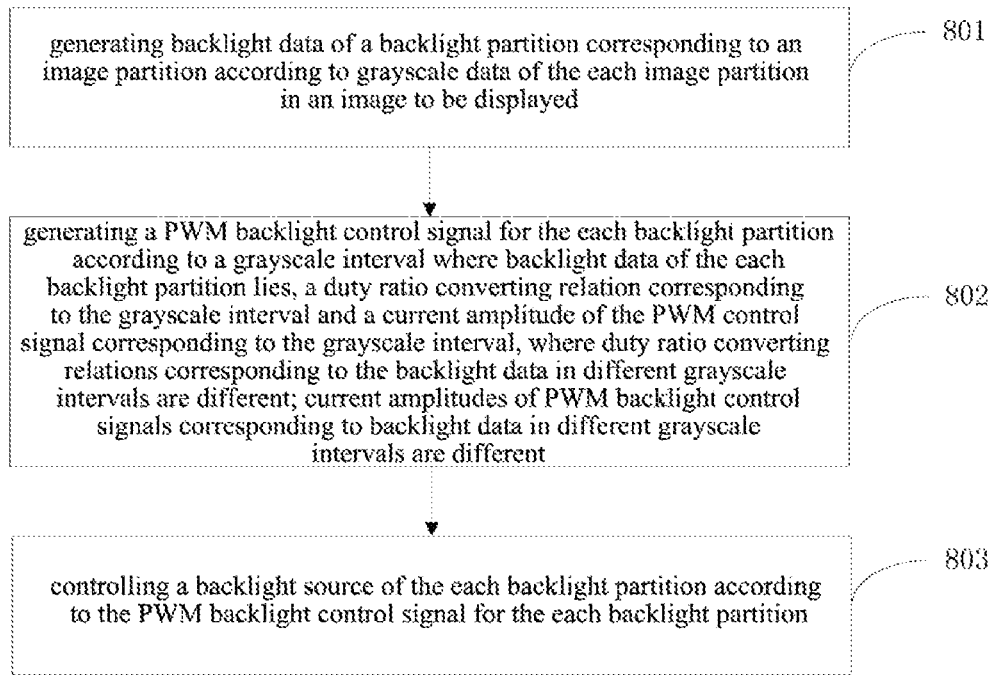 generating backlight data of a backlight partition corresponding to an
image partition according to grayscale data of the each image partition
in an image to be displayed
801
generating a PWM backlight control signal for the each backlight partition
according to a grayscale interval where backlight data of the each
backlight partition lies, a duty ratio converting relation corresponding
to the grayscale interval and a current amplitude of the PWM control
signal corresponding to the grayscale interval, where duty ratio converting
relations corresponding to the backlight data in different grayscale
intervals are different; current amplitudes of PWM backlight control
signals corresponding to backlight data in different grayscale
intervals are different
802
controlling a backlight source of the each backlight partition according
to the PWM backlight control signal for the each backlight partition
803